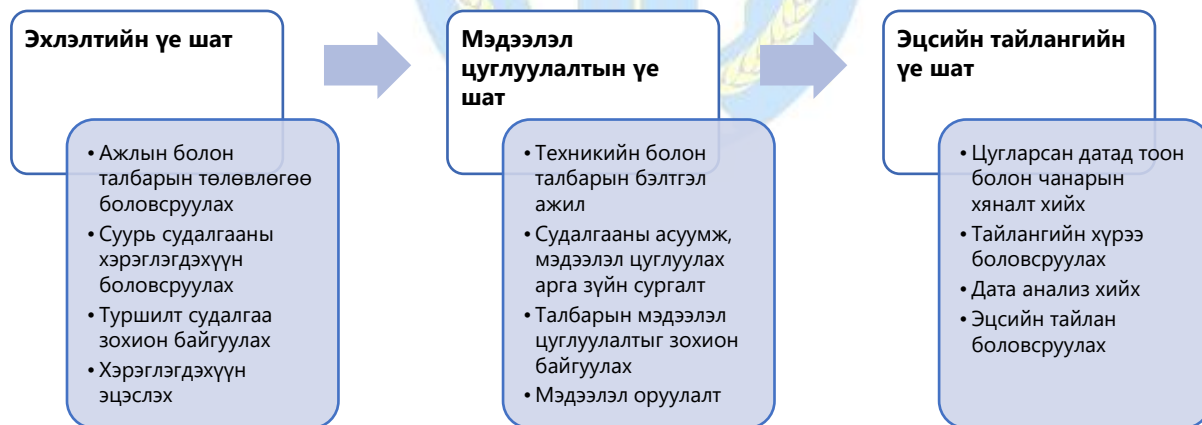 Эхлэлтийн үе шат
• Ажлын болон
талбарын төлөвлөгөө
боловсруулах
• Суурь судалгааны
хэрэглэгдэхүүн
боловсруулах
• Туршилт судалгаа
зохион байгуулах
• Хэрэглэгдэхүүн
эцэслэх
Мэдээлэл
цуглуулалтын үе
шат
• Техникийн болон
талбарын бэлтгэл
ажил
• Судалгааны асуумж,
мэдээлэл цуглуулах
арга зүйн сургалт
• Талбарын мэдээлэл
цуглуулалтыг зохион
байгуулах
• Мэдээлэл оруулалт
Эцсийн тайлангийн
үе шат
• Цугларсан датад тоон
болон чанарын
хяналт хийх
• Тайлангийн хүрээ
боловсруулах
• Дата анализ хийх
• Эцсийн тайлан
боловсруулах